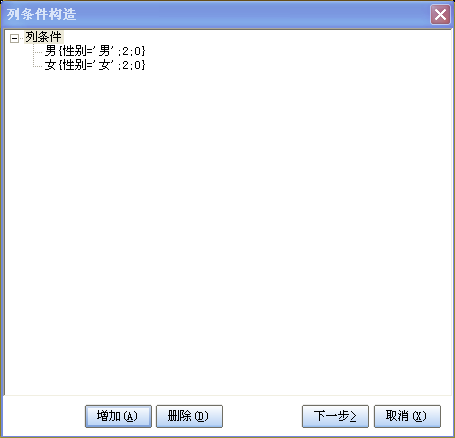 列条件构造
列条件
男{性别='男';2;0}
女{性别='女';2;0}
增加(A) 删除(D) 下一步> 取消(X)